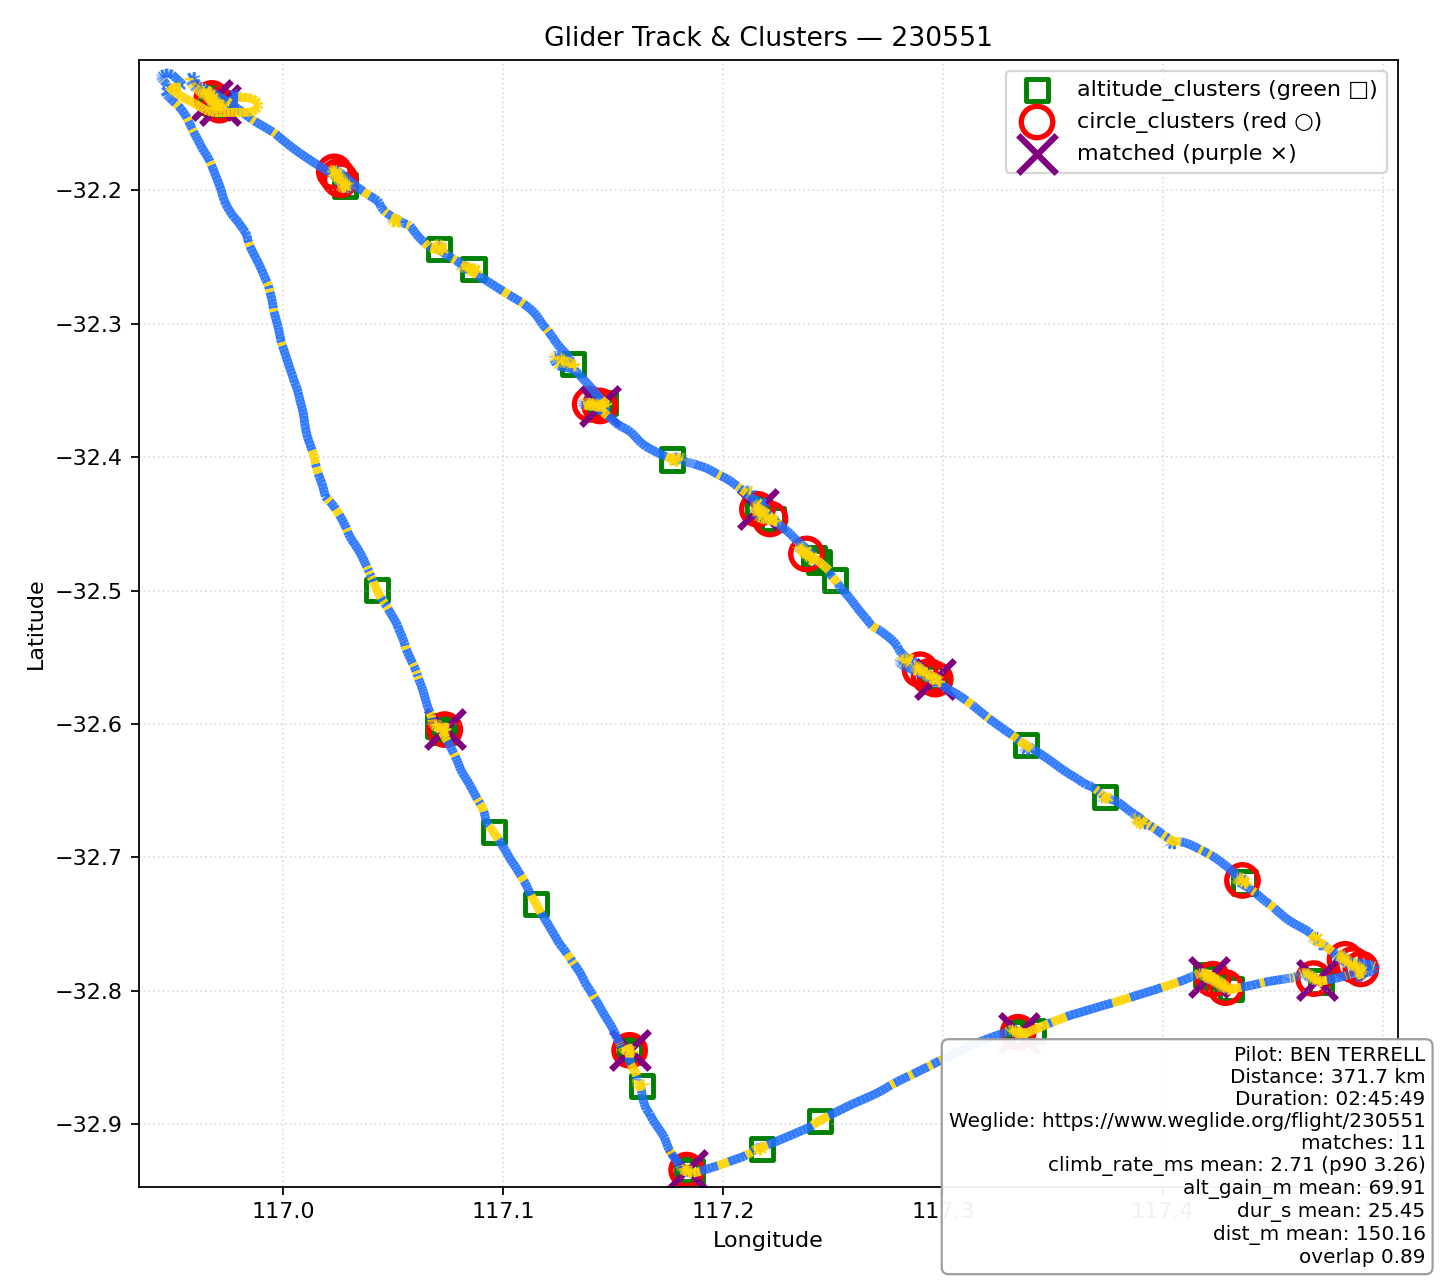 Glider Track & Clusters — 230551
altitude_clusters (green □)
circle_clusters (red ○)
matched (purple ×)
Latitude
−32.2
−32.3
−32.4
−32.5
−32.6
−32.7
−32.8
−32.9
117.0
117.1
117.2
117.3
117.4
Longitude
Pilot: BEN TERRELL
Distance: 371.7 km
Duration: 02:45:49
Weglide: https://www.weglide.org/flight/230551
matches: 11
climb_rate_ms mean: 2.71 (p90 3.26)
alt_gain_m mean: 69.91
dur_s mean: 25.45
dist_m mean: 150.16
overlap 0.89